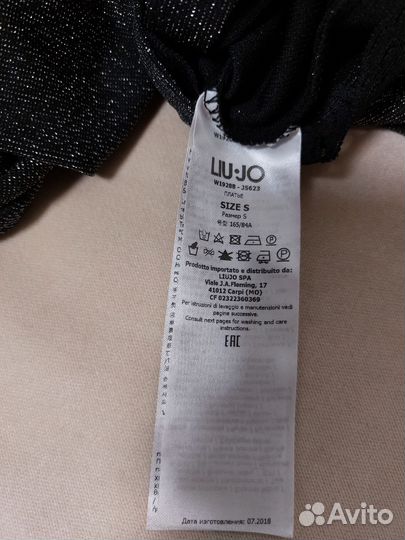 LIU·JO
W19288 - J5623
ПЛАТЬЕ
SIZE S
Размер S
号型 165/84A
Prodotto importato e distribuito da:
LIUJO SPA
Viale J.A.Fleming, 17
41012 Carpi (MO)
CF 02322360369
Per istruzioni di lavaggio e manutenzioni vedi
pagine successive.
Consult next pages for washing and care
instructions.
EAC
Дата изготовления: 07.2018
Avito